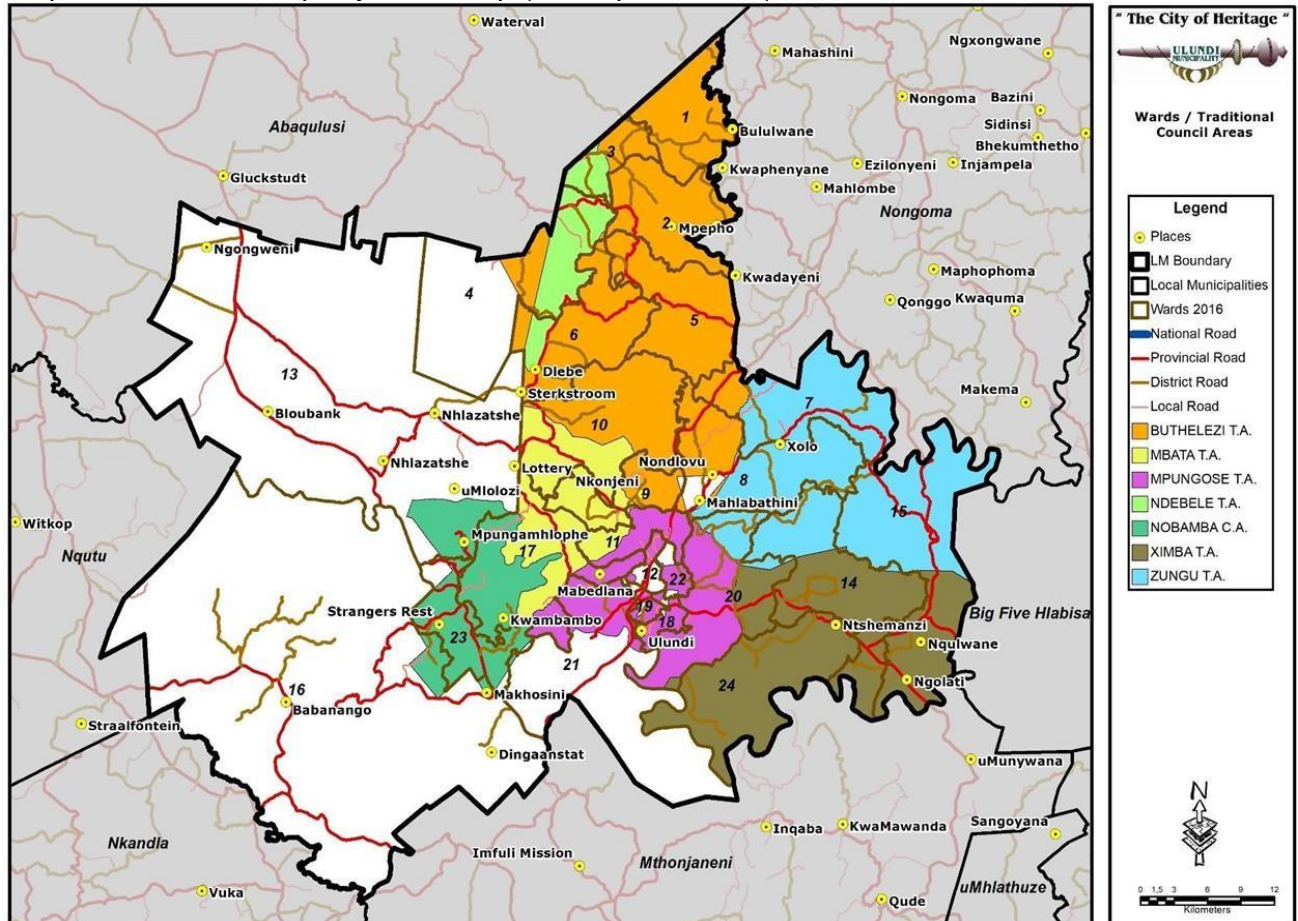 Waterval
Mahashini
Ngxongwane
Nongoma
Bazini
Sidinsi
Bhekumthetho
Abaqulusi
1
Bululwane
3
Kwaphenyane
Ezilonyeni
Injampela
Gluckstudt
Mahlombe
Nongoma
2
Mpepho
Ngongweni
Kwadayeni
Maphophoma
4
Qonggo
Kwaquma
5
6
13
Dlebe
Sterkstroom
7
Makema
Bloubank
Nhlazatshe
10
Xolo
Nhlazatshe
Lottery
Nkonjeni
Nondlovu
8
9
uMlolozi
Mahlabathini
15
Witkop
Mpungamhlophe
11
17
Nqutu
Mabedlana
12
22
14
20
Strangers Rest
19
Kwambambo
18
Ntshemanzi
Big Five Hlabisa
23
Ulundi
Nqulwane
21
Ngolati
24
16
Makhosini
Babanango
Straalfontein
Dingaanstat
uMunywana
Nkandla
Imfuli Mission
Mthonjaneni
Inqaba
KwaMawanda
Sangoyana
Vuka
uMhlathuze
Qude
" The City of Heritage "
ULUNDI
MUNICIPALITY
Wards / Traditional
Council Areas
Legend
Places
LM Boundary
Local Municipalities
Wards 2016
National Road
Provincial Road
District Road
Local Road
BUTHELEZI T.A.
MBATA T.A.
MPUNGOSE T.A.
NDEBELE T.A.
NOBAMBA C.A.
XIMBA T.A.
ZUNGU T.A.
N
0 1,5 3 6 9 12
Kilometers